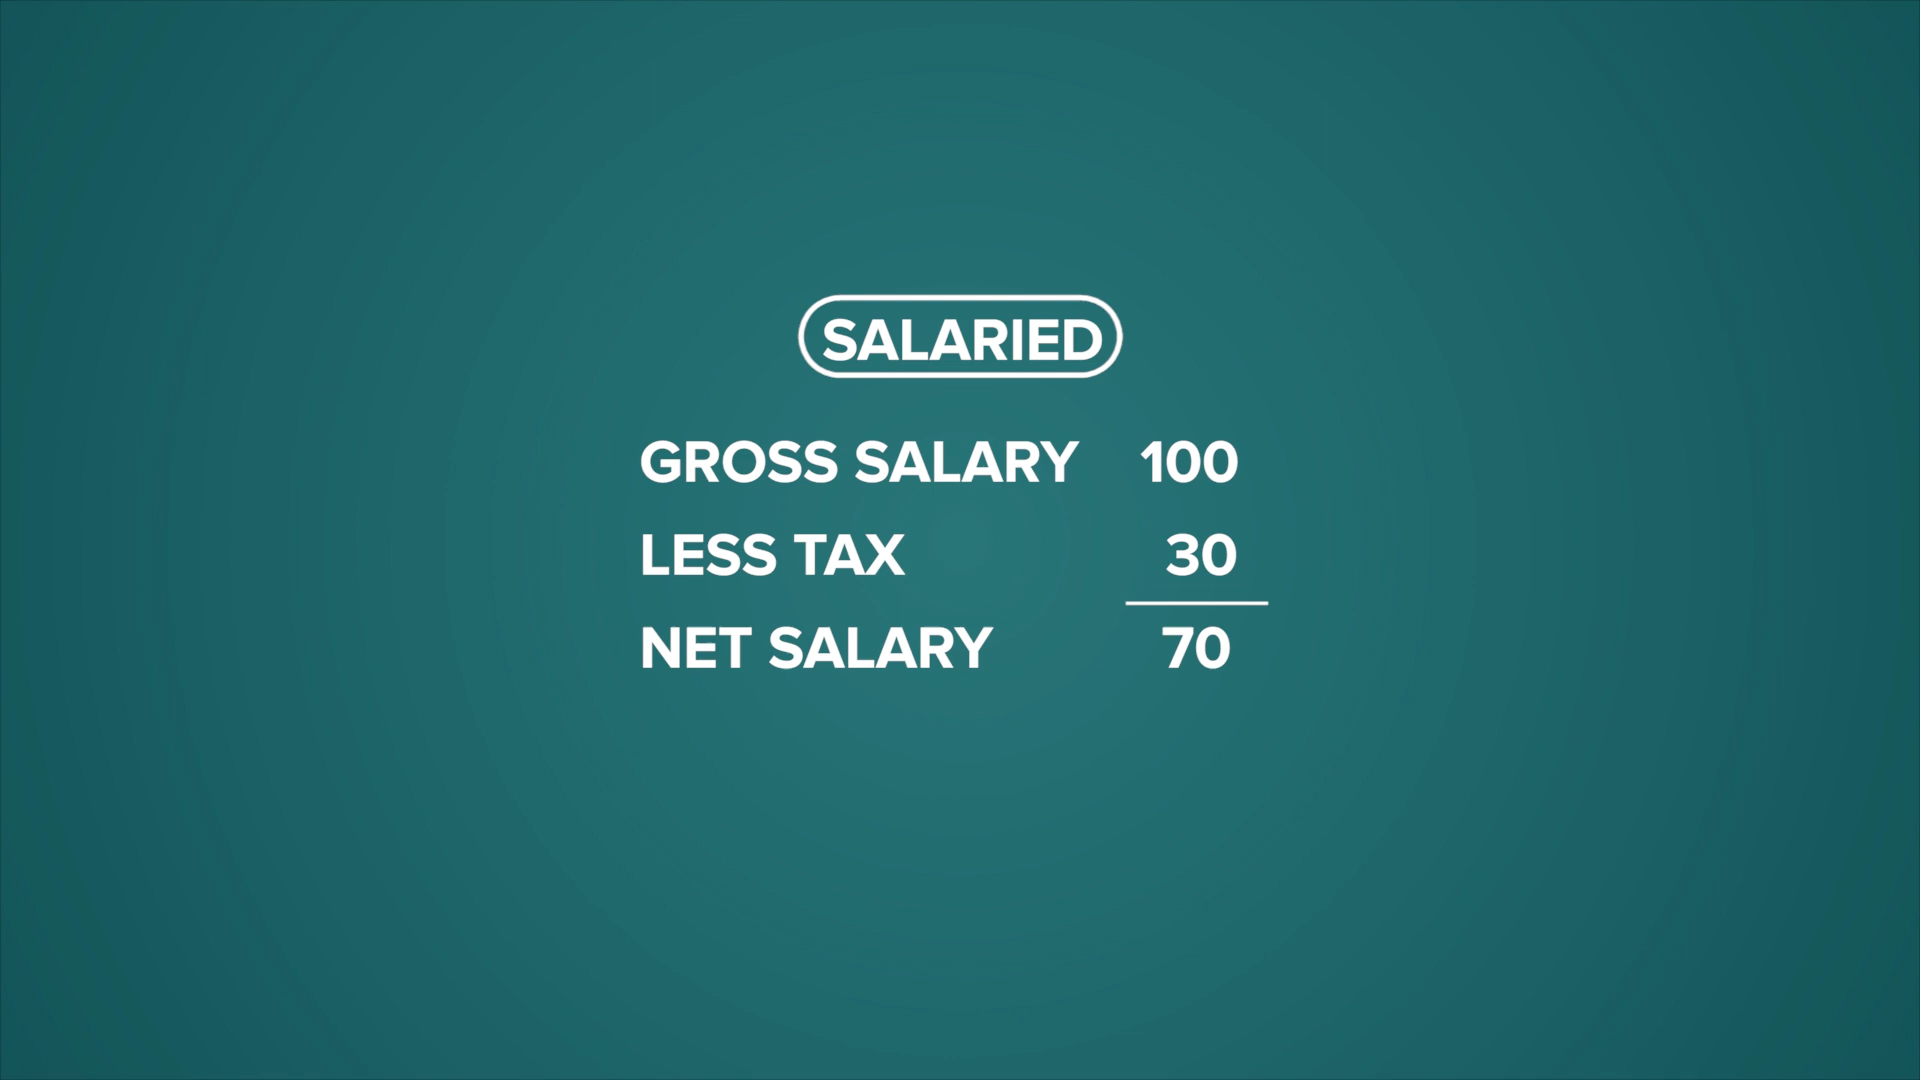 SALARIED
GROSS SALARY 100
LESS TAX 30
NET SALARY 70